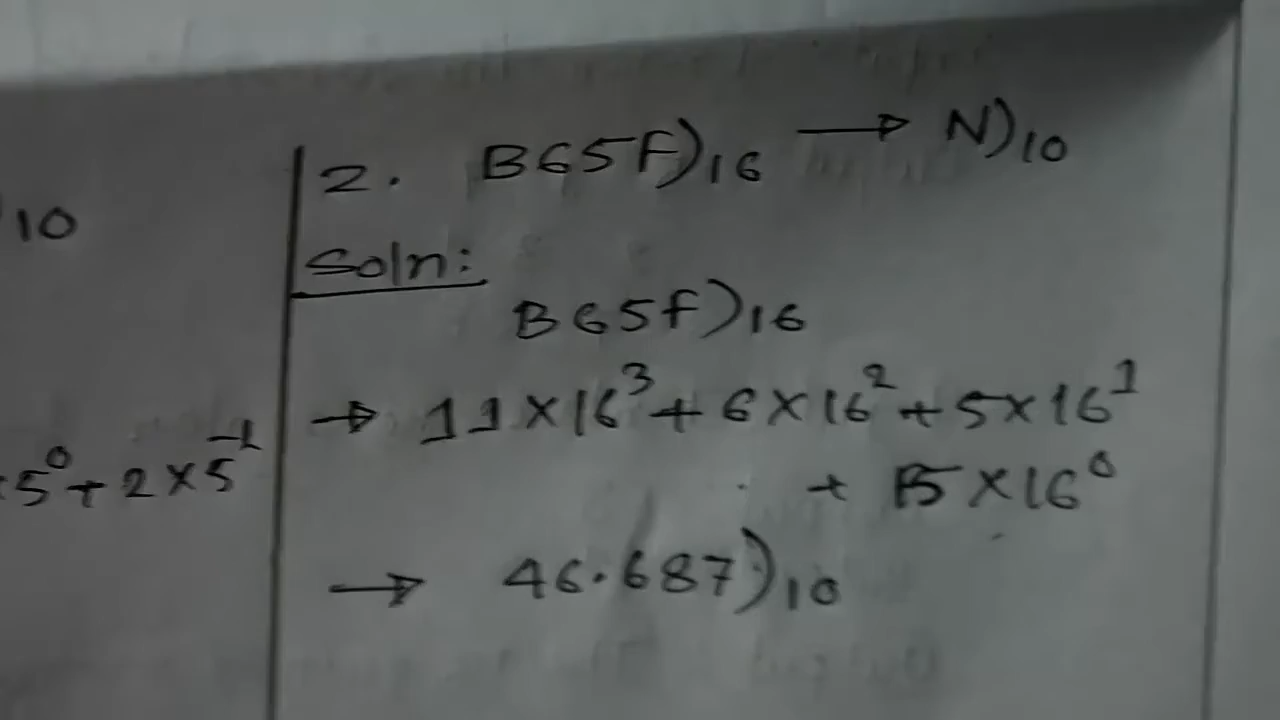 10
5⁰+2×5⁻¹
2. B65F)₁₆ → N)₁₀
Soln:
B65F)₁₆
→ 11×16³+6×16²+5×16¹
+ 15×16⁰
→ 46.687)₁₀